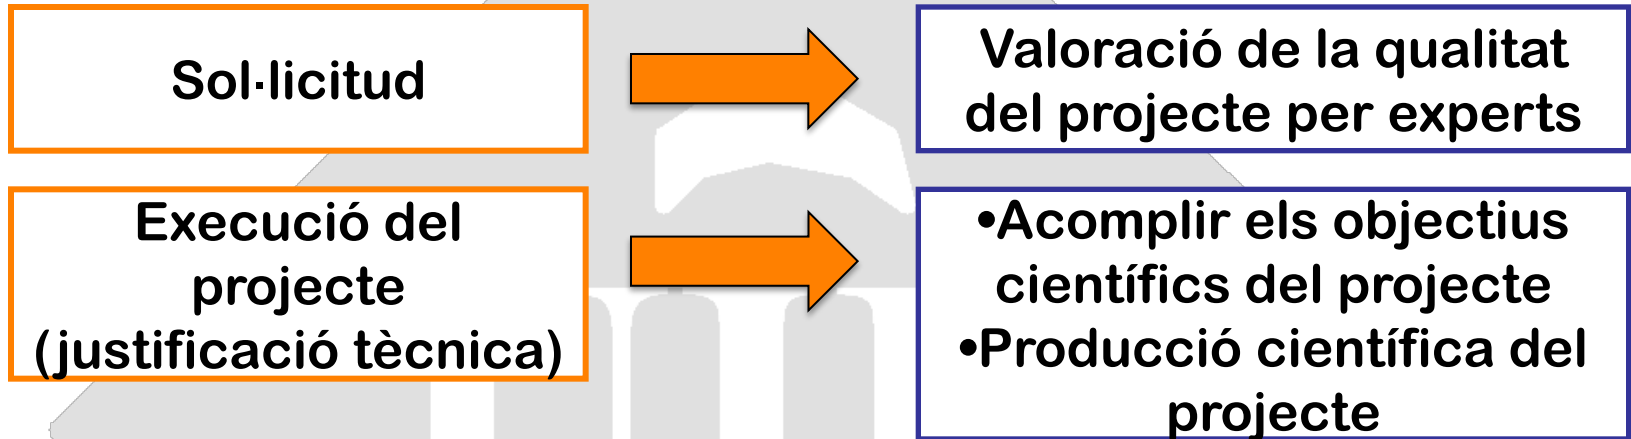 Sol·licitud
Valoració de la qualitat
del projecte per experts
Execució del
projecte
(justificació tècnica)
•Acomplir els objectius
científics del projecte
•Producció científica del
projecte